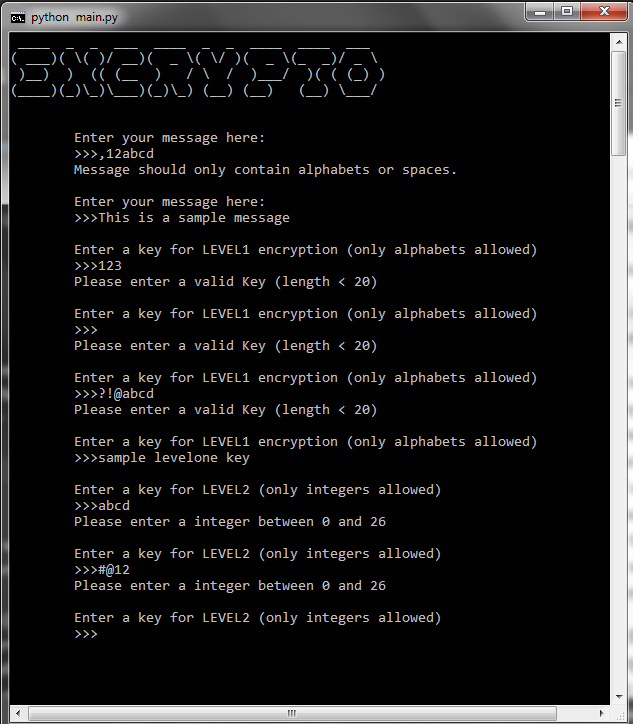 python main.py
ENCRYPTO
Enter your message here:
>>>,12abcd
Message should only contain alphabets or spaces.
Enter your message here:
>>>This is a sample message
Enter a key for LEVEL1 encryption (only alphabets allowed)
>>>123
Please enter a valid Key (length < 20)
Enter a key for LEVEL1 encryption (only alphabets allowed)
>>>
Please enter a valid Key (length < 20)
Enter a key for LEVEL1 encryption (only alphabets allowed)
>>>?!@abcd
Please enter a valid Key (length < 20)
Enter a key for LEVEL1 encryption (only alphabets allowed)
>>>sample levelone key
Enter a key for LEVEL2 (only integers allowed)
>>>abcd
Please enter a integer between 0 and 26
Enter a key for LEVEL2 (only integers allowed)
>>>#@12
Please enter a integer between 0 and 26
Enter a key for LEVEL2 (only integers allowed)
>>>